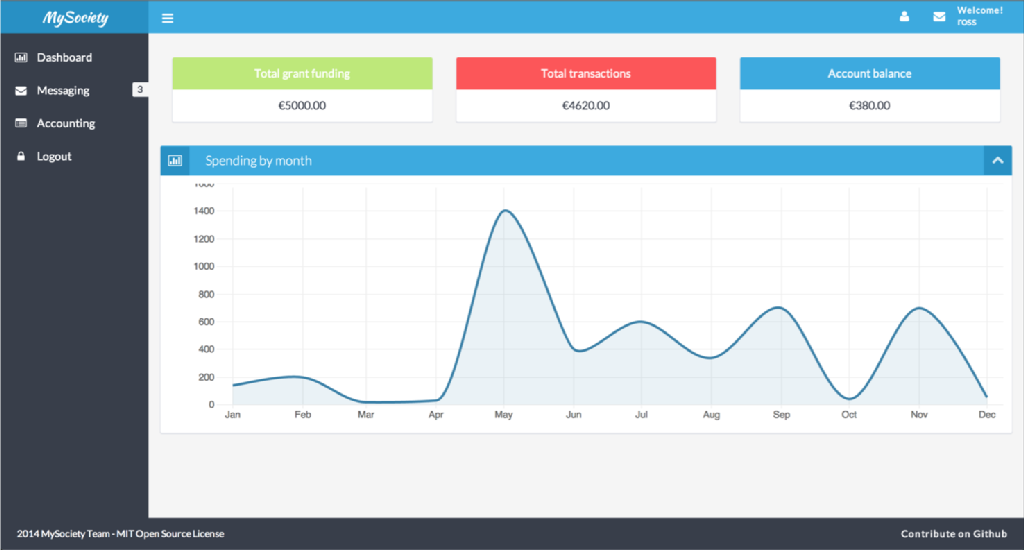 MySociety
Welcome!
ross
Dashboard
Messaging 3
Accounting
Logout
Total grant funding
€5000.00
Total transactions
€4620.00
Account balance
€380.00
Spending by month
1600
1400
1200
1000
800
600
400
200
0
Jan Feb Mar Apr May Jun Jul Aug Sep Oct Nov Dec
2014 MySociety Team - MIT Open Source License
Contribute on Github